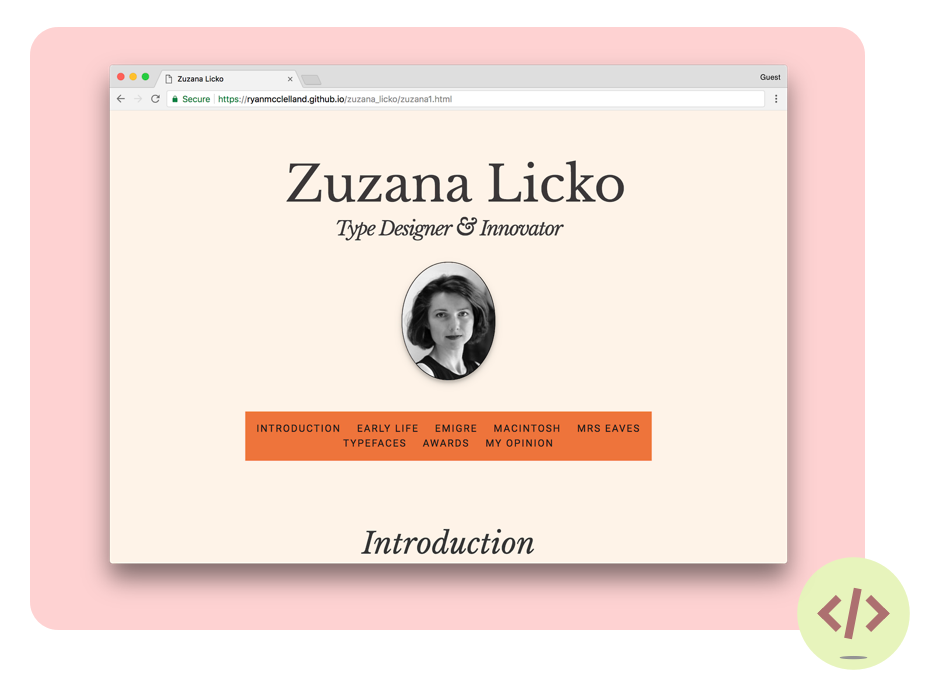 Zuzana Licko
Guest
Secure https://ryanmcclelland.github.io/zuzana_licko/zuzana1.html
Zuzana Licko
Type Designer & Innovator
INTRODUCTION EARLY LIFE EMIGRE MACINTOSH MRS EAVES
TYPEFACES AWARDS MY OPINION
Introduction
</>